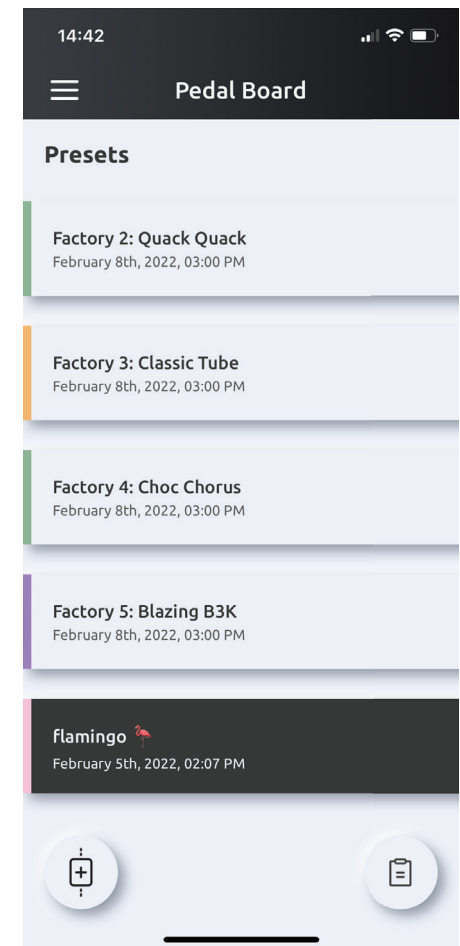 14:42
Pedal Board
Presets
Factory 2: Quack Quack
February 8th, 2022, 03:00 PM
Factory 3: Classic Tube
February 8th, 2022, 03:00 PM
Factory 4: Choc Chorus
February 8th, 2022, 03:00 PM
Factory 5: Blazing B3K
February 8th, 2022, 03:00 PM
flamingo 🦩
February 5th, 2022, 02:07 PM